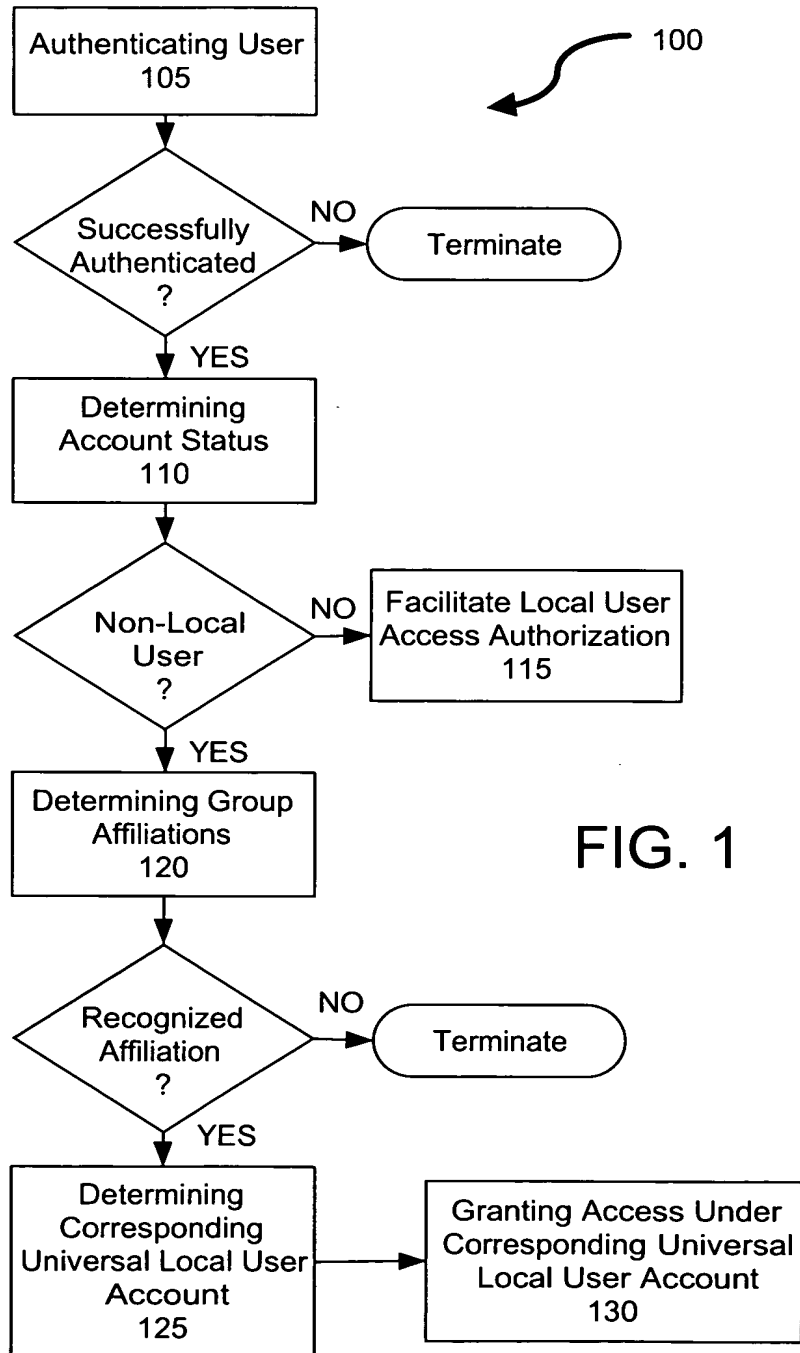 Authenticating User
105
100
Successfully
Authenticated
?
NO
Terminate
YES
Determining
Account Status
110
Non-Local
User
?
NO
Facilitate Local User
Access Authorization
115
YES
Determining Group
Affiliations
120
FIG. 1
Recognized
Affiliation
?
NO
Terminate
YES
Determining
Corresponding
Universal Local User
Account
125
Granting Access Under
Corresponding Universal
Local User Account
130